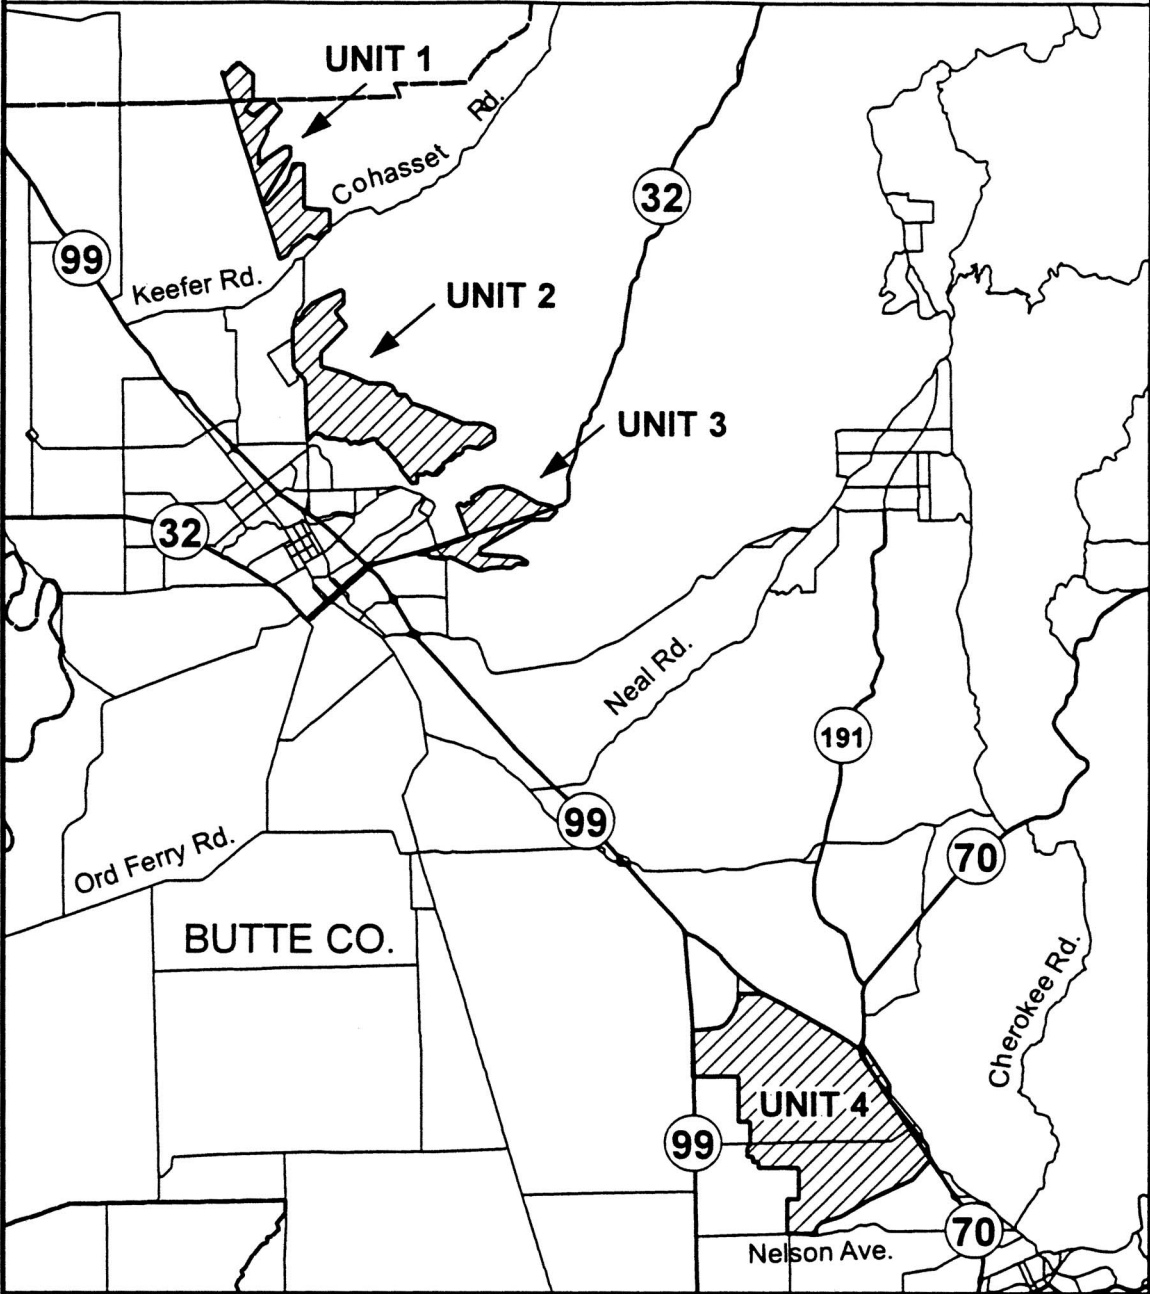 UNIT 1
Cohasset Rd.
32
99
Keefer Rd.
UNIT 2
UNIT 3
32
Neal Rd.
191
99
Ord Ferry Rd.
70
BUTTE CO.
Cherokee Rd.
UNIT 4
99
70
Nelson Ave.